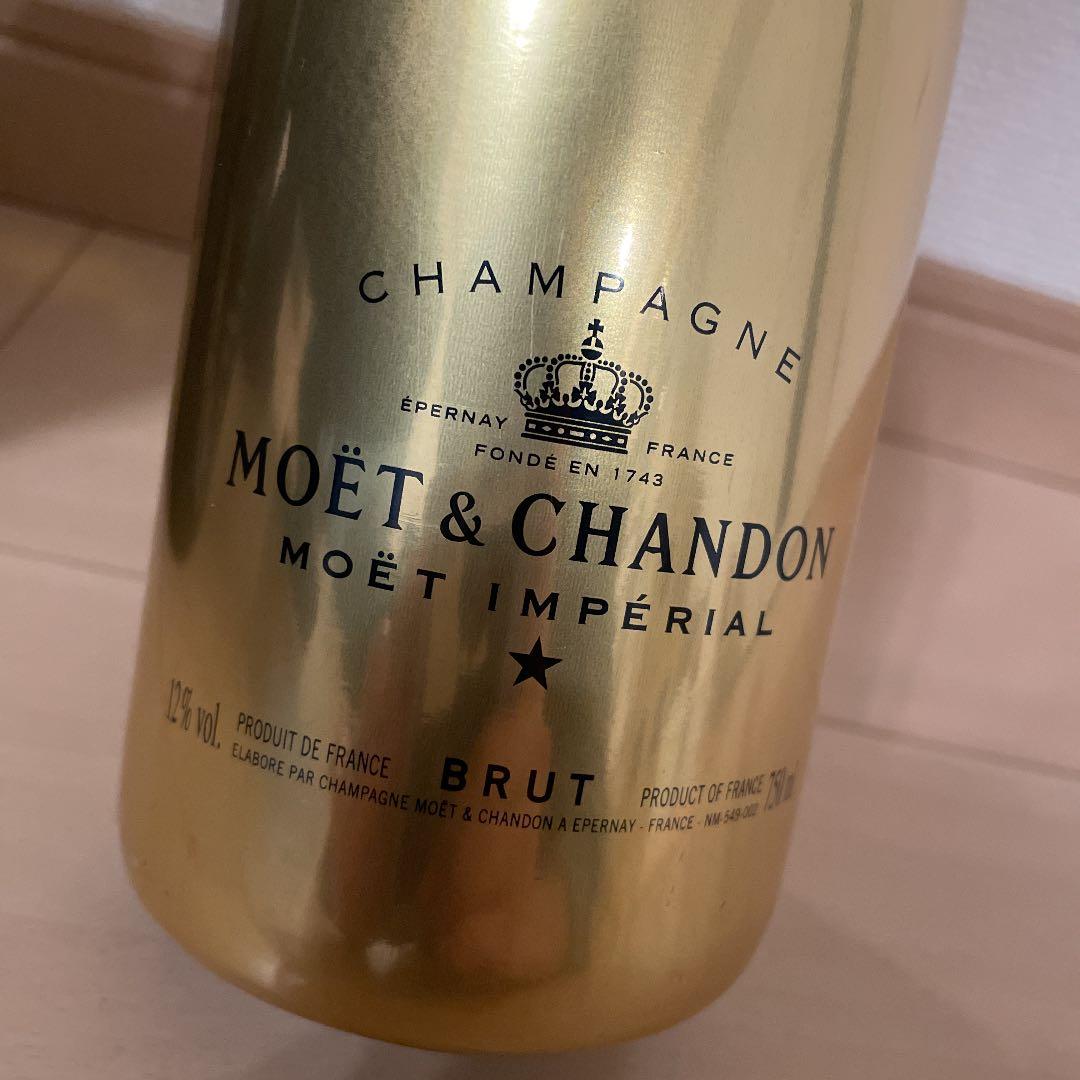 CHAMPAGNE
ÉPERNAY FRANCE
FONDÉ EN 1743
MOËT & CHANDON
MOËT IMPÉRIAL
12% vol. PRODUIT DE FRANCE BRUT PRODUCT OF FRANCE 750 ml
ELABORE PAR CHAMPAGNE MOËT & CHANDON A EPERNAY - FRANCE - NM-549-002